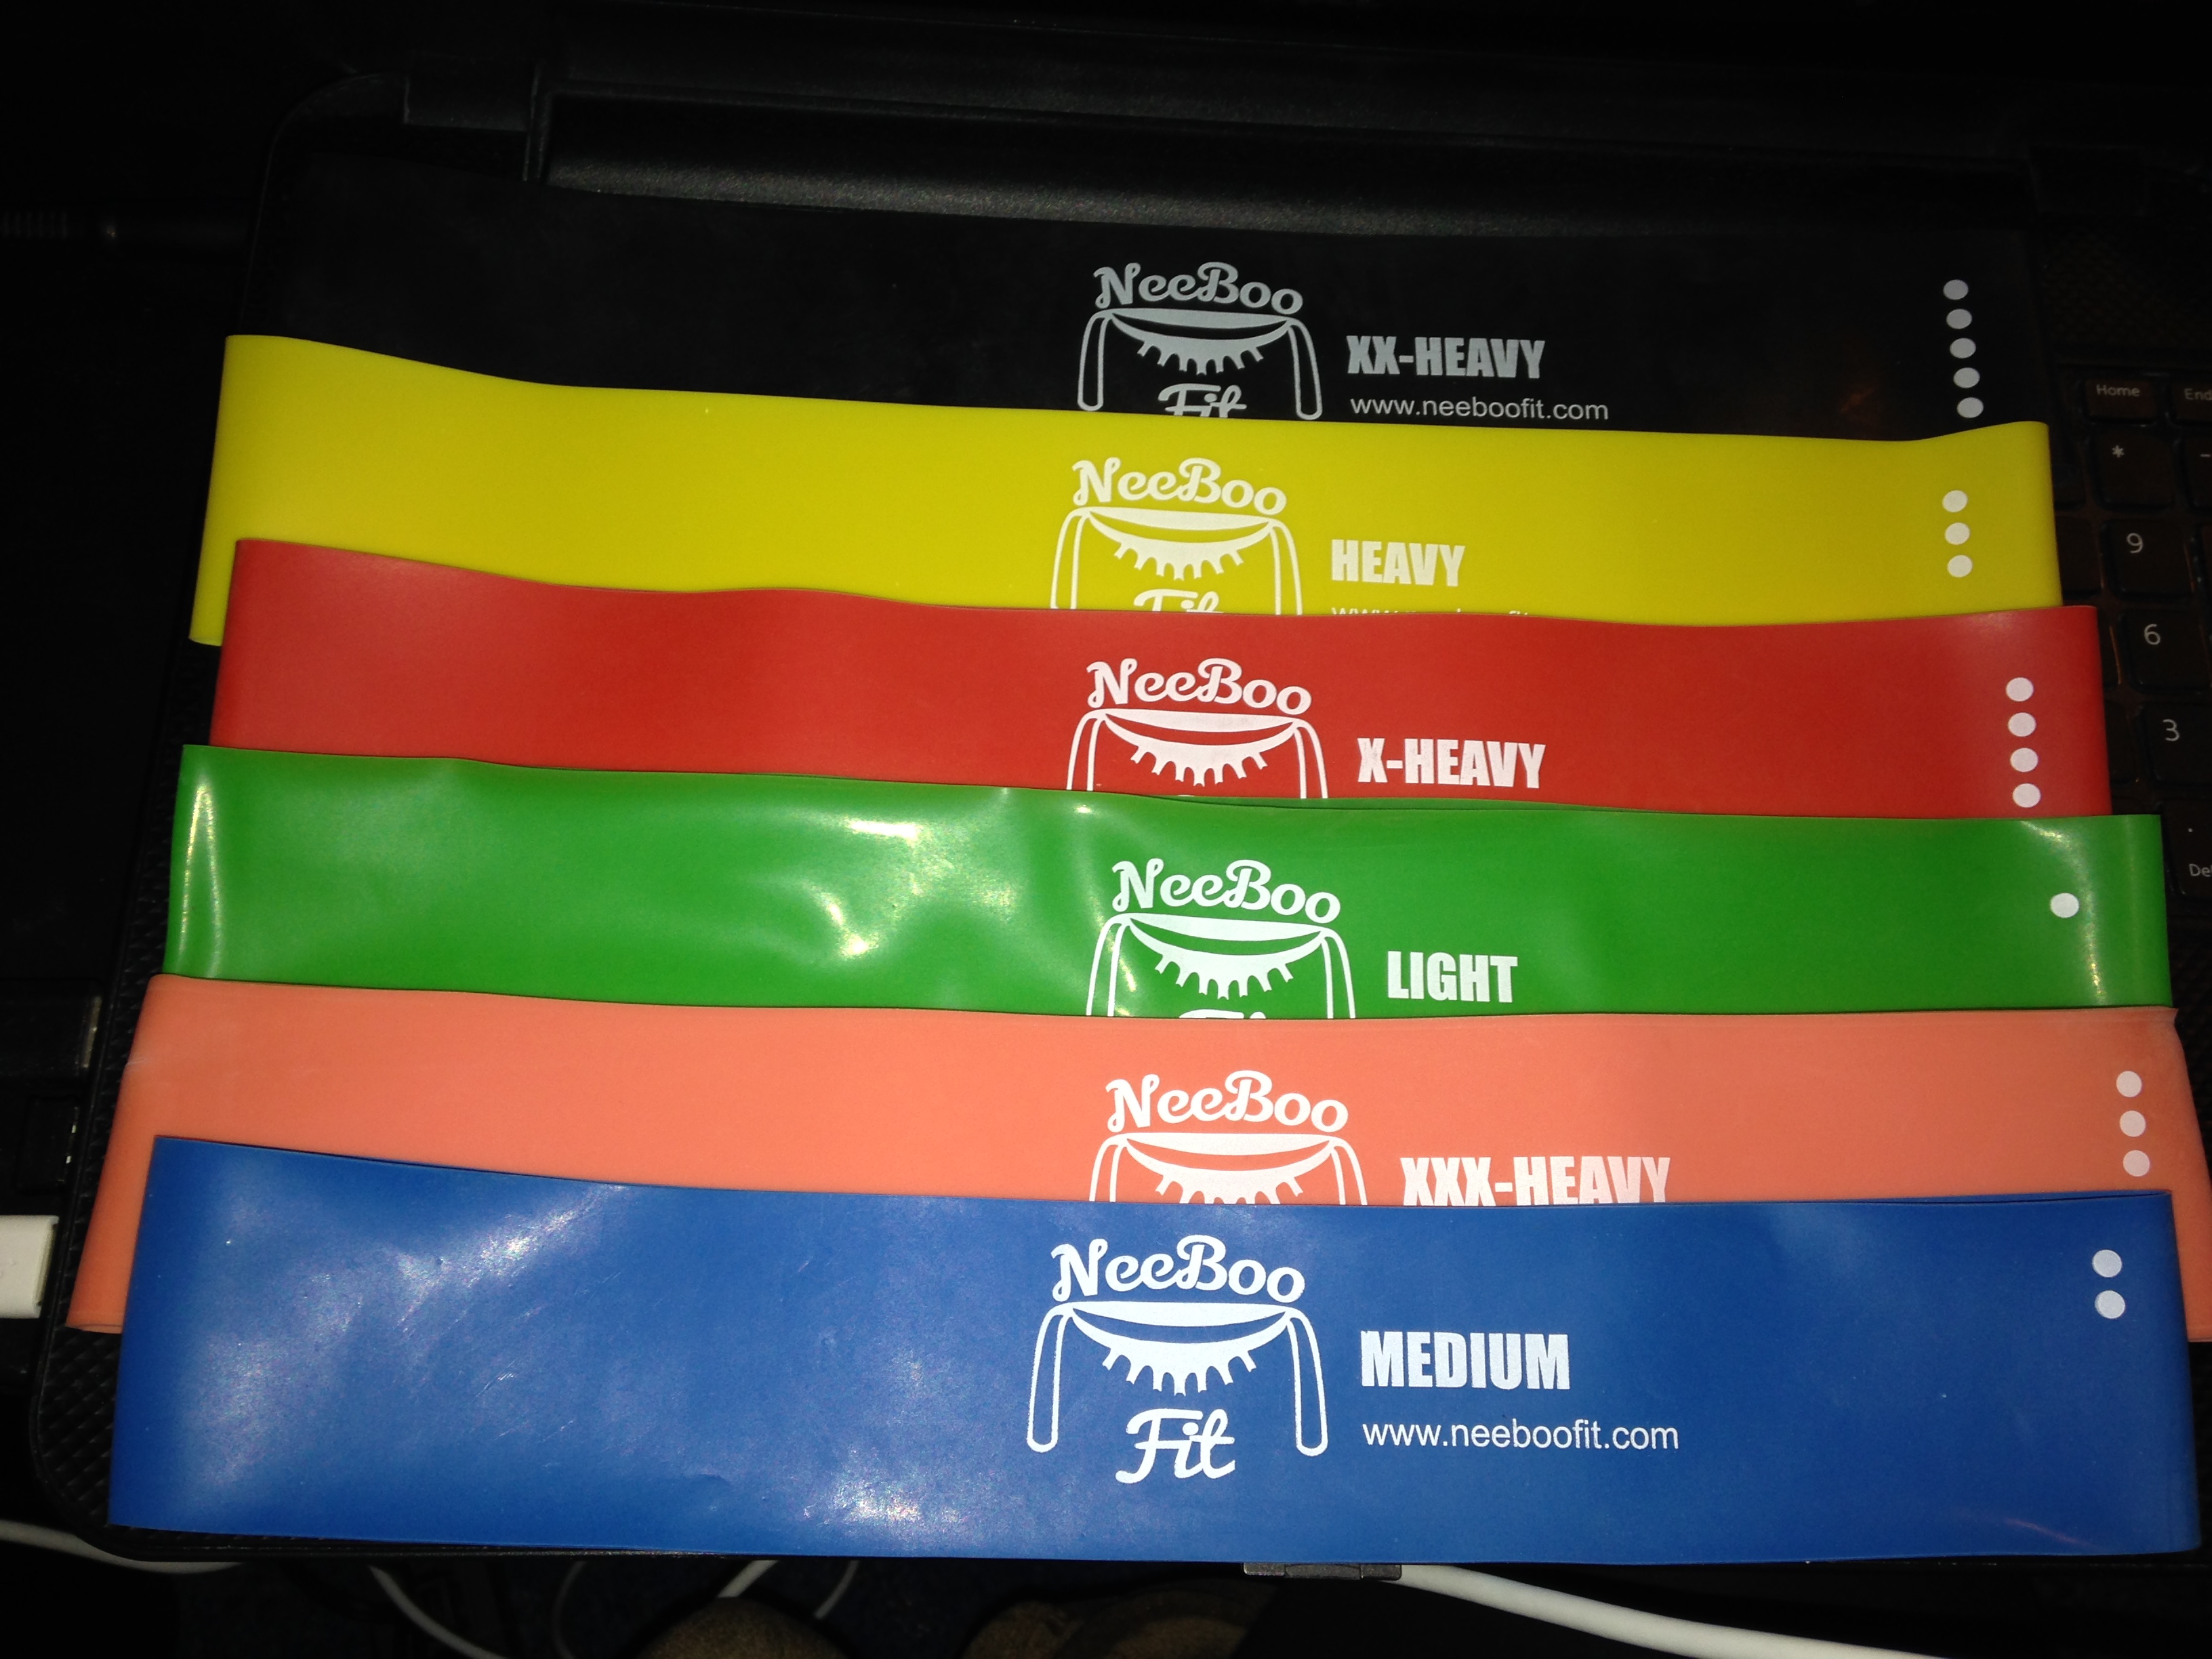 NeeBoo
Fit
XX-HEAVY
www.neeboofit.com
NeeBoo
HEAVY
NeeBoo
X-HEAVY
NeeBoo
LIGHT
NeeBoo
XXX-HEAVY
NeeBoo
Fit
MEDIUM
www.neeboofit.com
Home
End
*
-
9
6
3
.